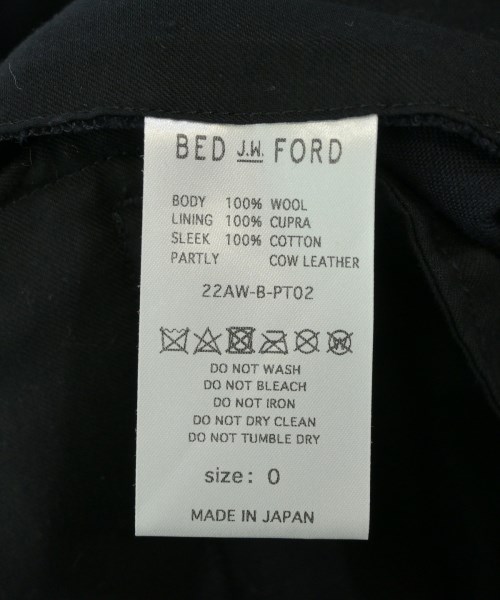 BED J.W. FORD
BODY 100% WOOL
LINING 100% CUPRA
SLEEK 100% COTTON
PARTLY COW LEATHER
22AW-B-PT02
W
DO NOT WASH
DO NOT BLEACH
DO NOT IRON
DO NOT DRY CLEAN
DO NOT TUMBLE DRY
size: 0
MADE IN JAPAN